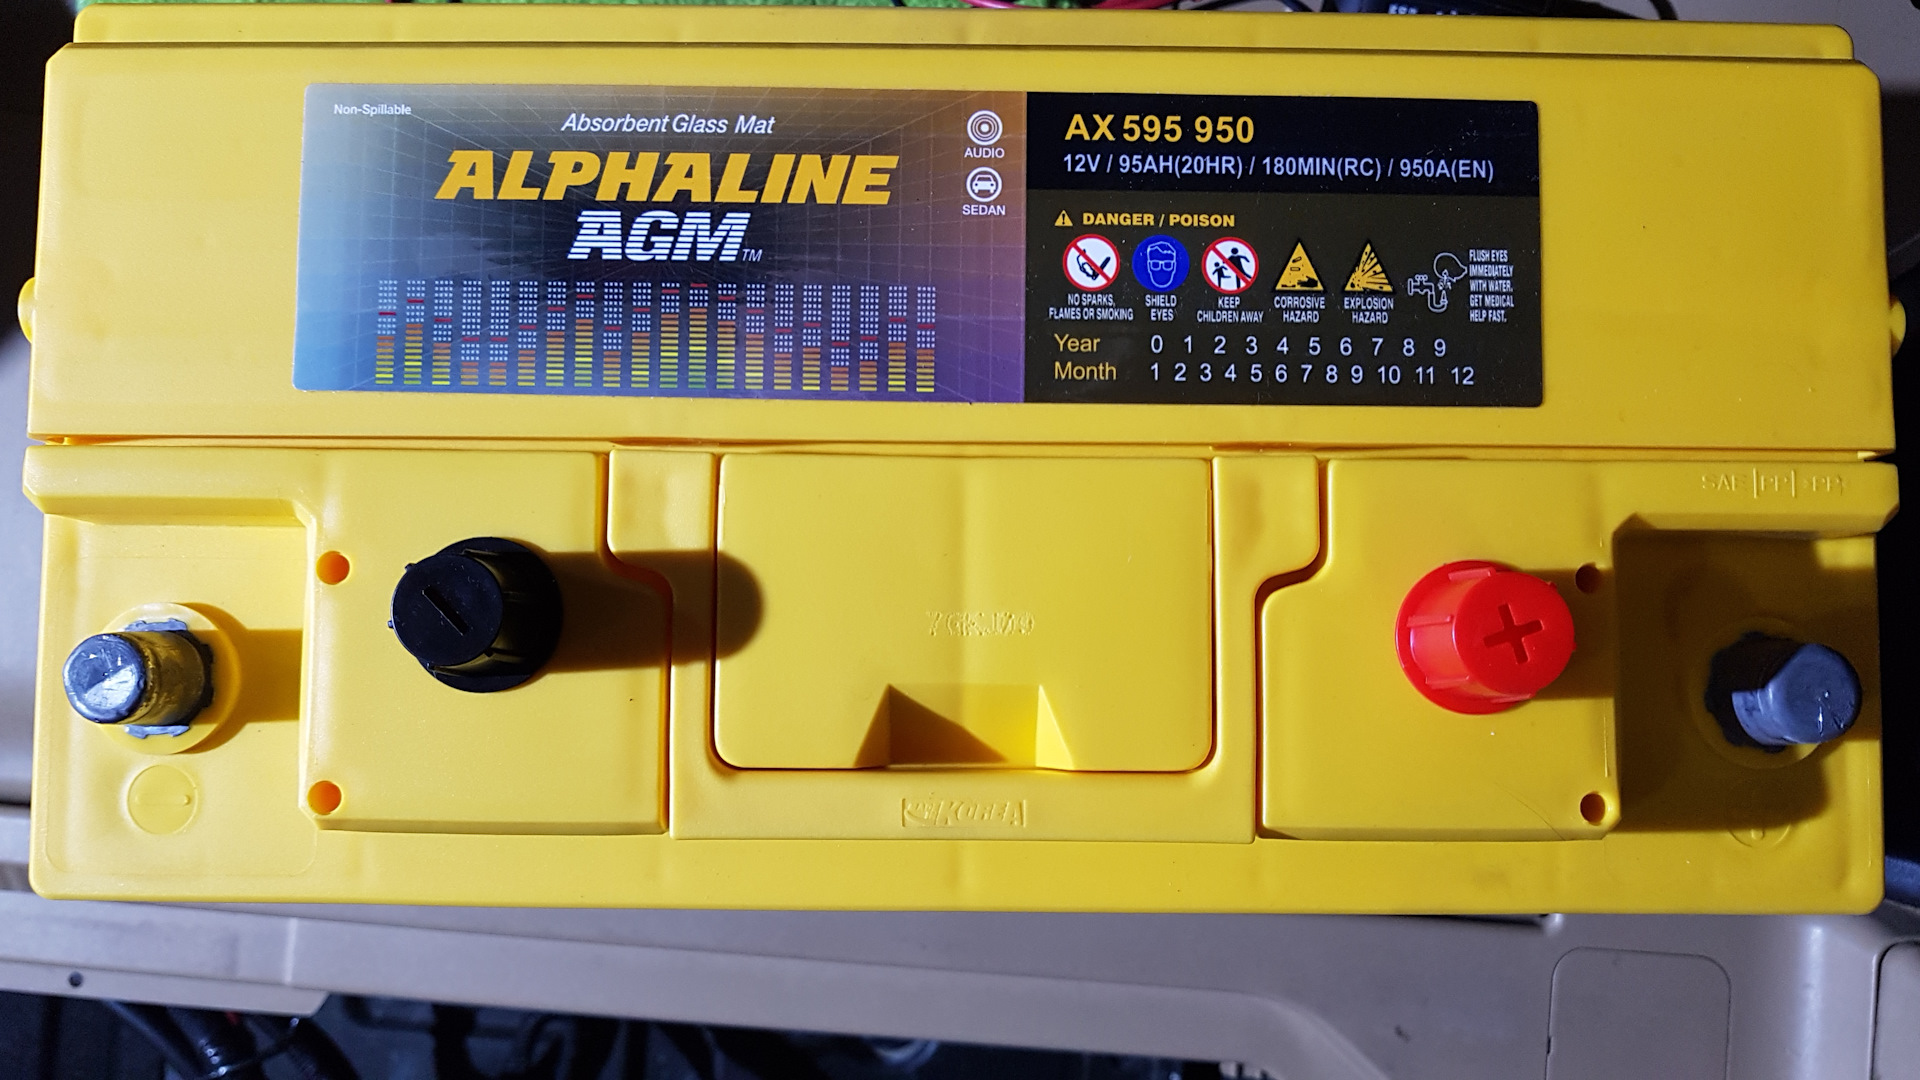 Non-Spillable
Absorbent Glass Mat
ALPHALINE
AGM™
AUDIO
SEDAN
AX 595 950
12V / 95AH(20HR) / 180MIN(RC) / 950A(EN)
DANGER / POISON
NO SPARKS,
FLAMES OR SMOKING
SHIELD
EYES
KEEP
CHILDREN AWAY
CORROSIVE
HAZARD
EXPLOSION
HAZARD
FLUSH EYES
IMMEDIATELY
WITH WATER.
GET MEDICAL
HELP FAST.
Year 0 1 2 3 4 5 6 7 8 9
Month 1 2 3 4 5 6 7 8 9 10 11 12
KOREA